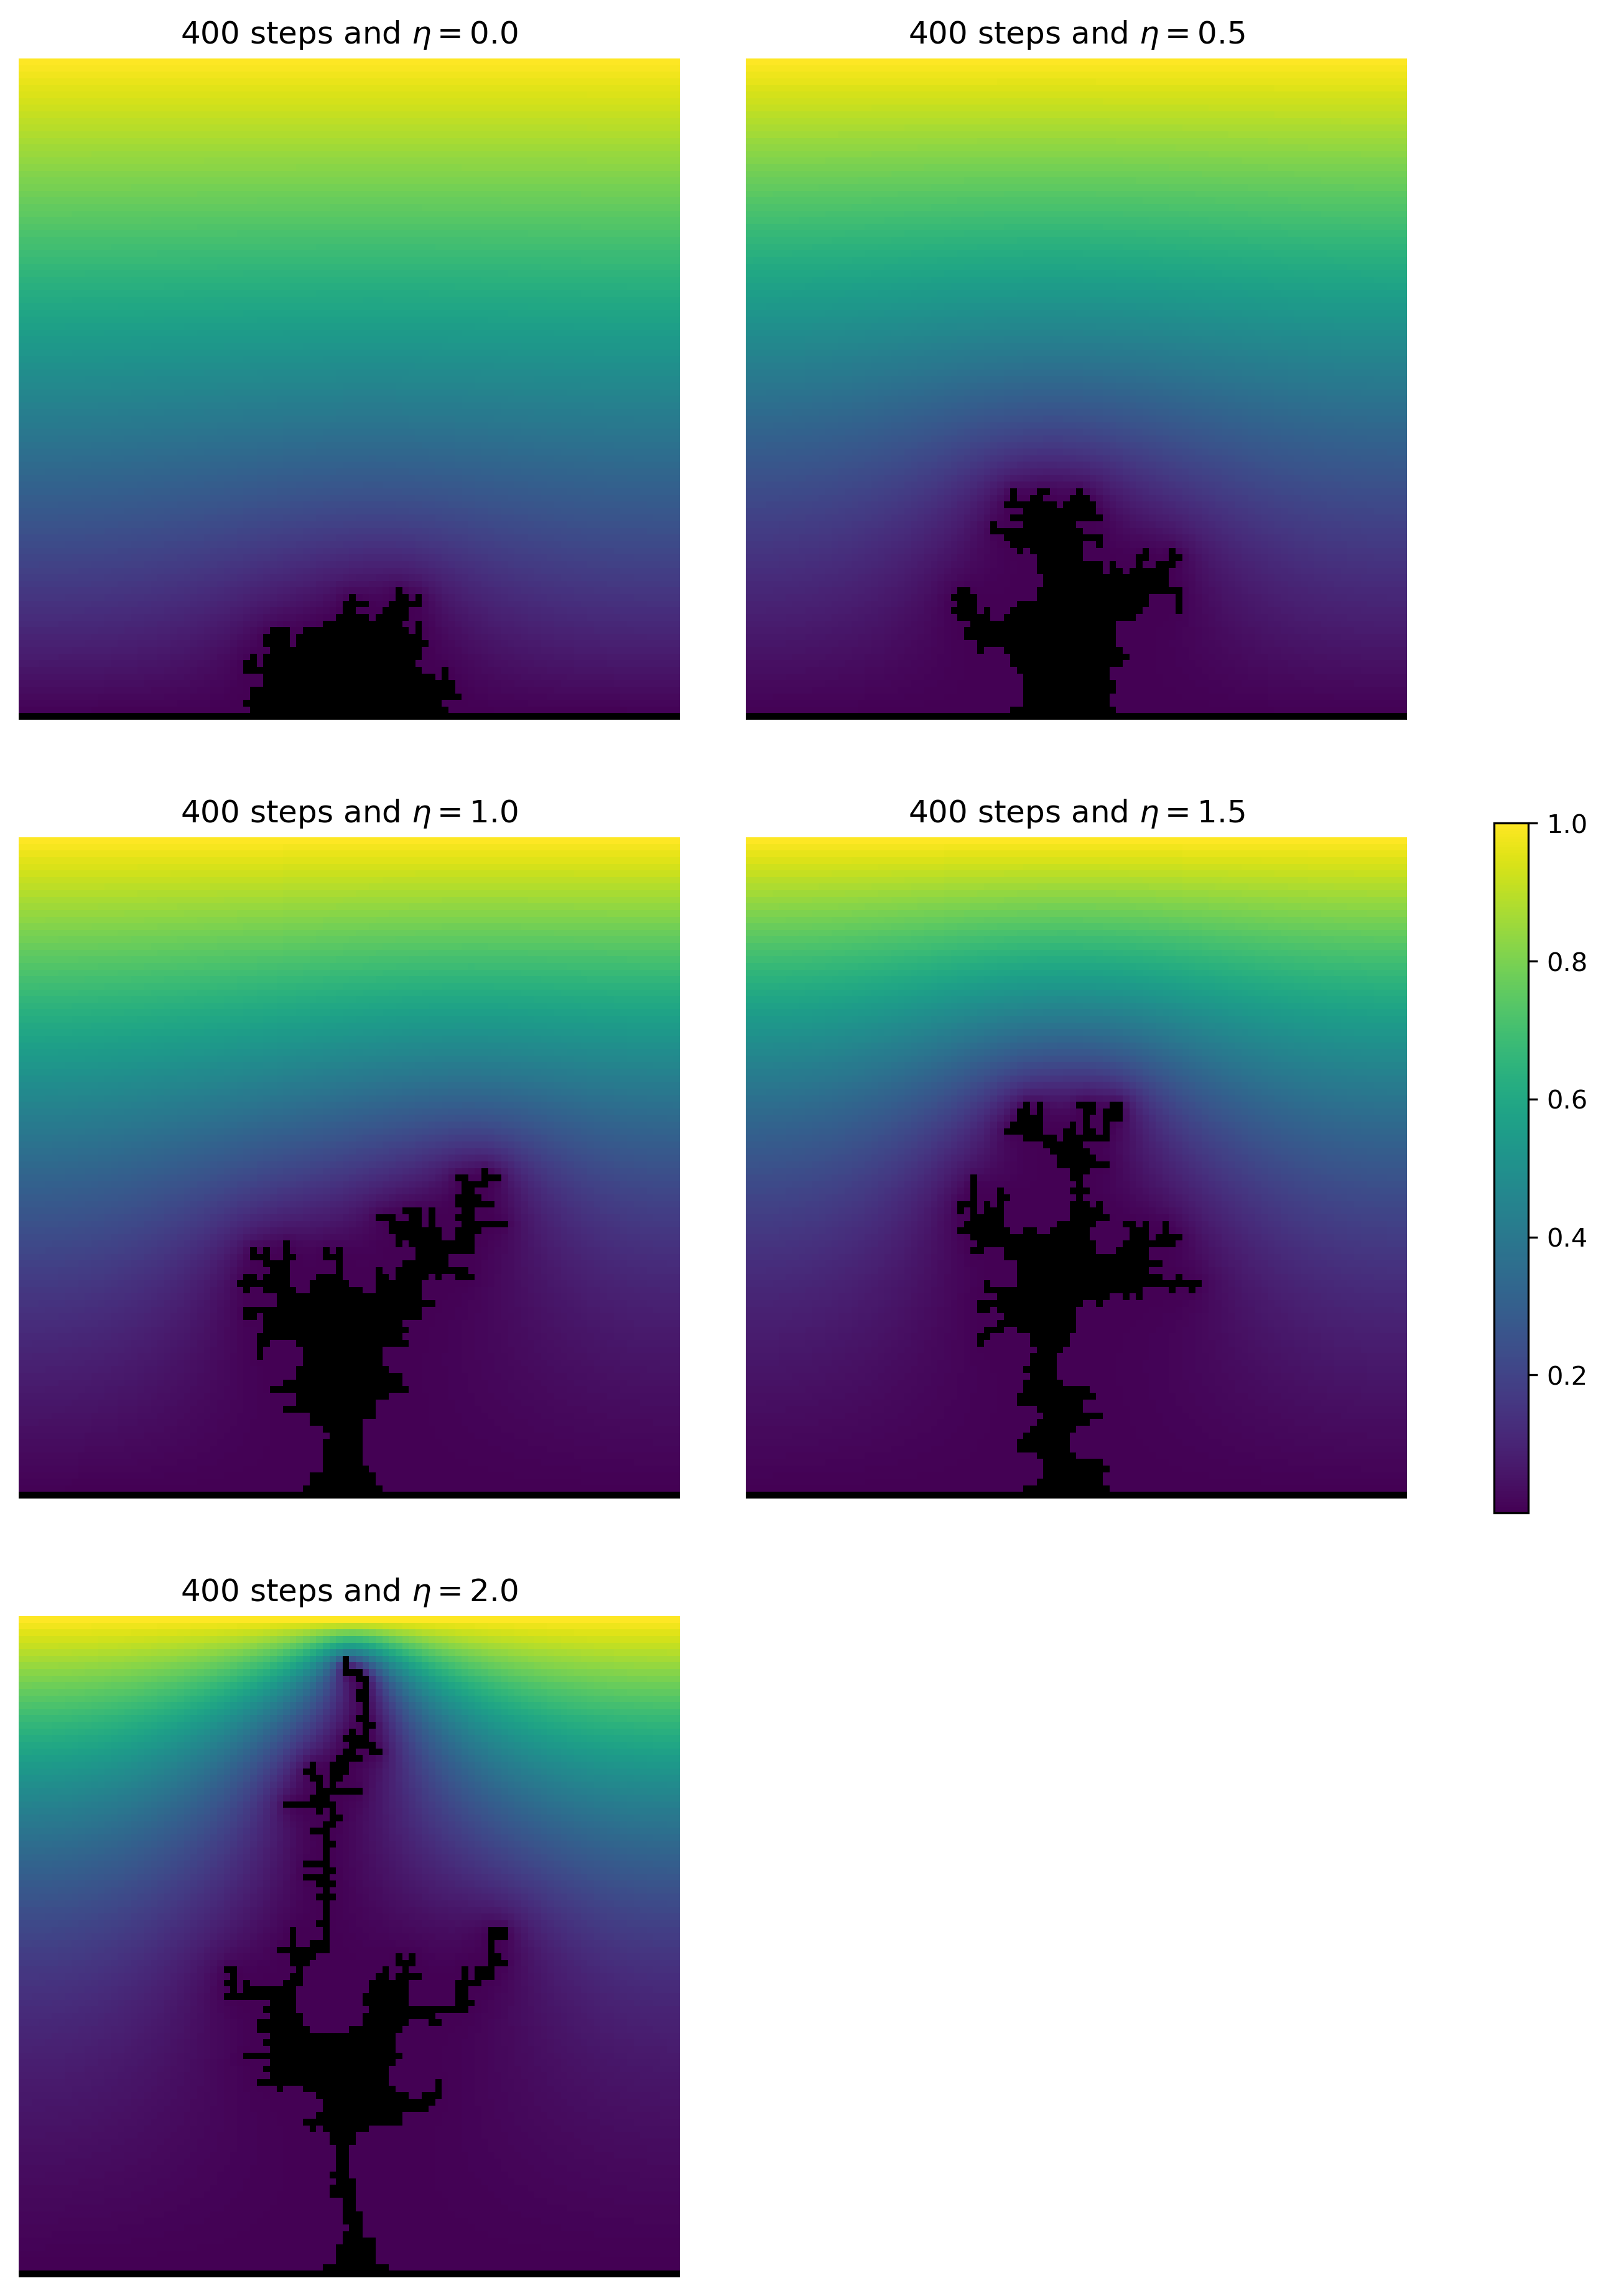 400 steps and η = 0.0
400 steps and η = 0.5
400 steps and η = 1.0
400 steps and η = 1.5
1.0
0.8
0.6
0.4
0.2
400 steps and η = 2.0